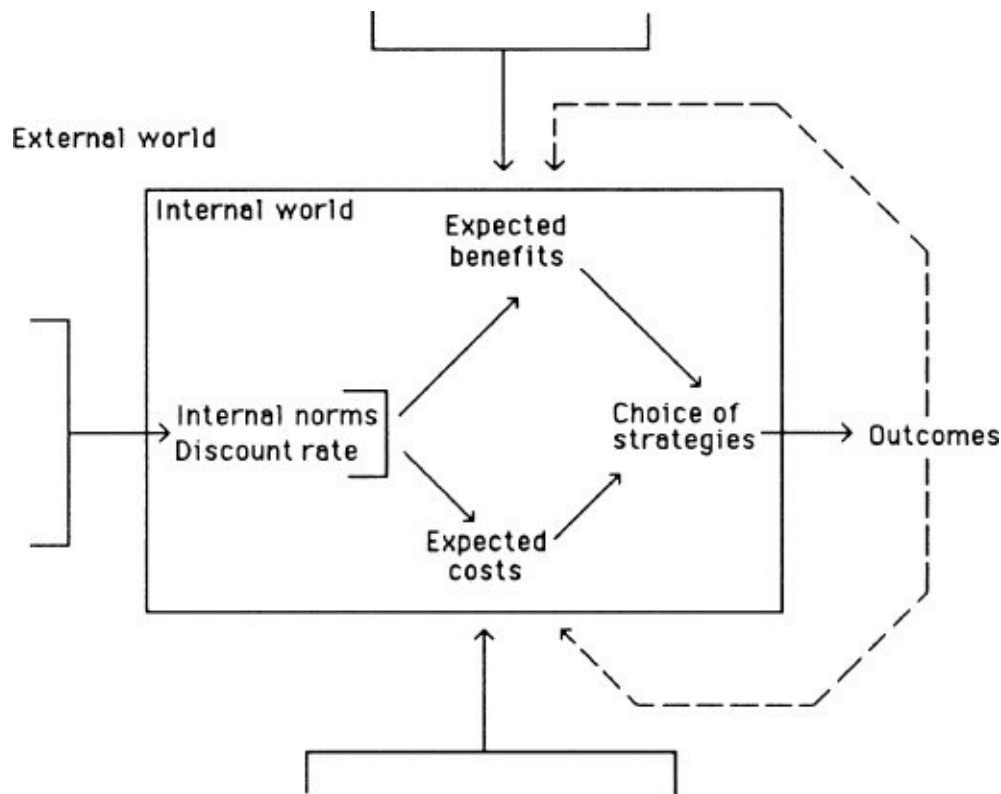 External world
Internal world
Expected
benefits
Internal norms
Discount rate
Choice of
strategies
Outcomes
Expected
costs